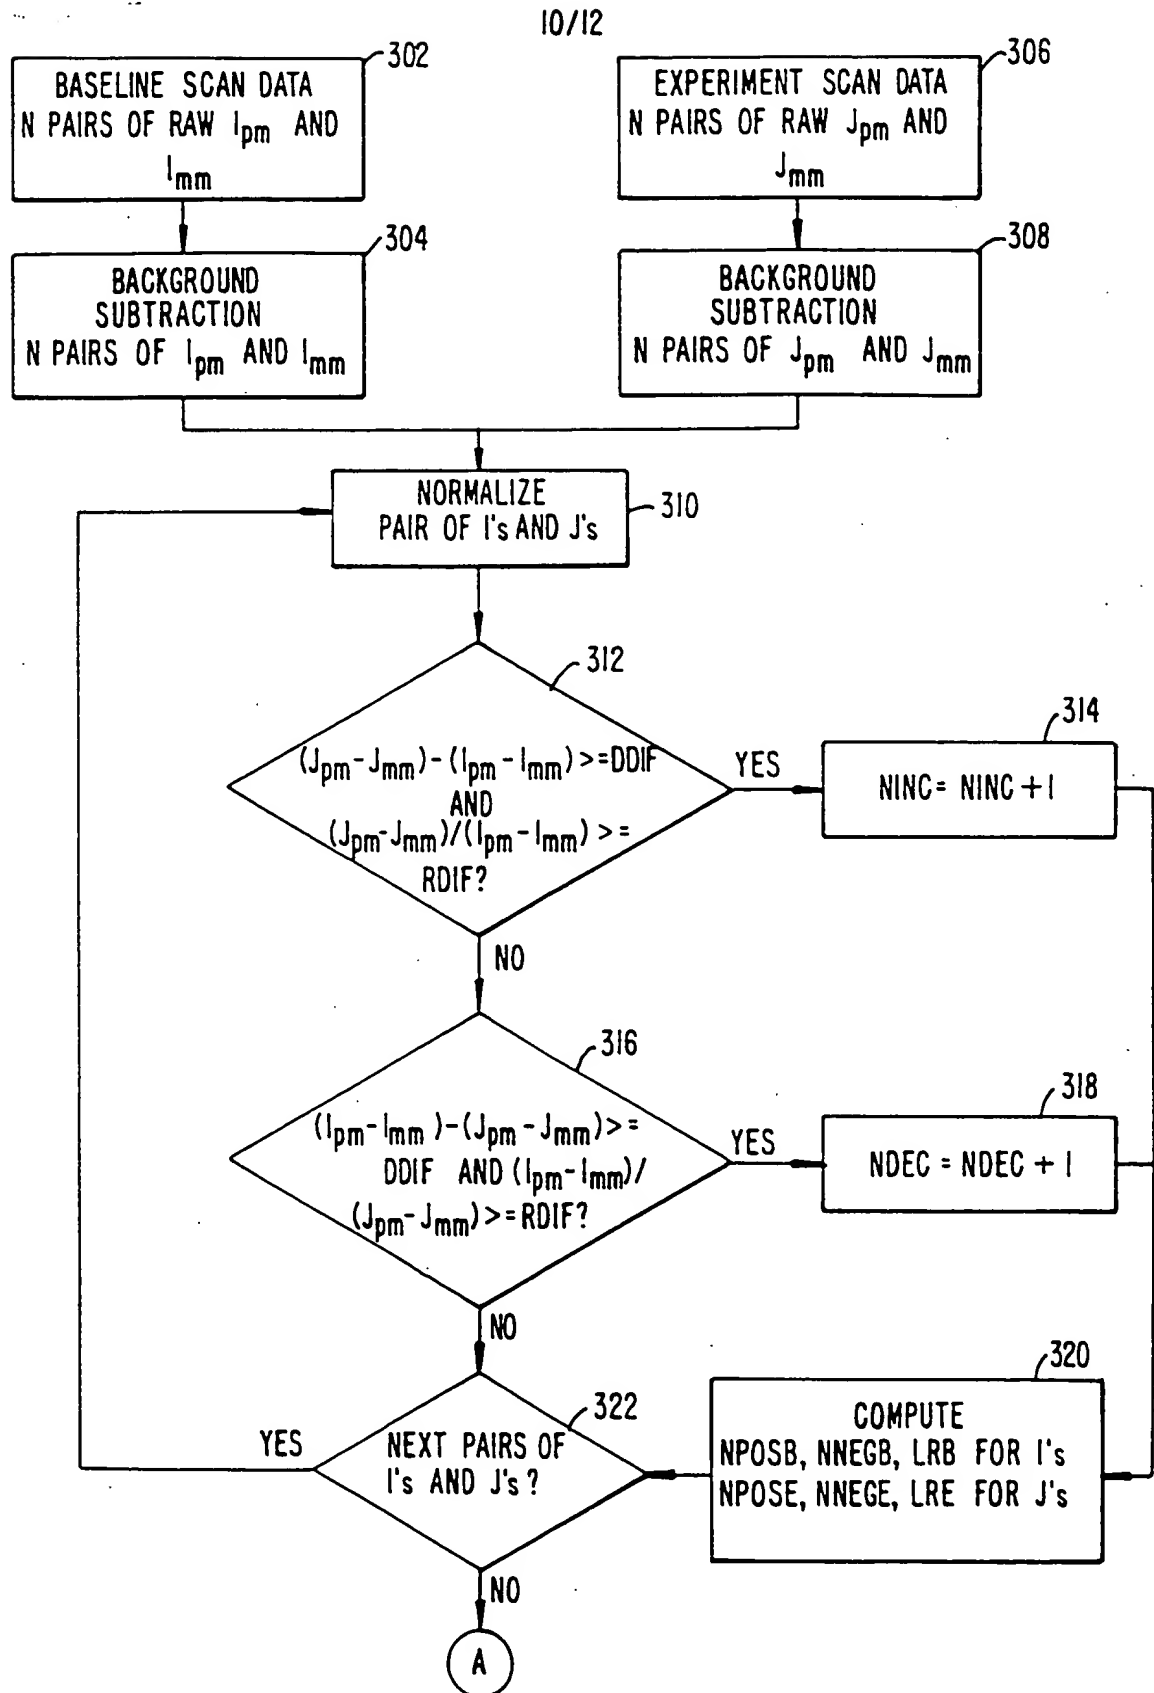 10/12
302
BASELINE SCAN DATA
N PAIRS OF RAW Ipm AND
Imm
306
EXPERIMENT SCAN DATA
N PAIRS OF RAW Jpm AND
Jmm
304
BACKGROUND
SUBTRACTION
N PAIRS OF Ipm AND Imm
308
BACKGROUND
SUBTRACTION
N PAIRS OF Jpm AND Jmm
NORMALIZE
PAIR OF I's AND J's
310
312
(Jpm-Jmm)-(Ipm-Imm)>=DDIF
AND
(Jpm-Jmm)/(Ipm-Imm)>=
RDIF?
YES
314
NINC= NINC+1
NO
316
(Ipm-Imm)-(Jpm-Jmm)>=
DDIF AND (Ipm-Imm)/
(Jpm-Jmm)>=RDIF?
YES
318
NDEC = NDEC + 1
NO
320
COMPUTE
NPOSB, NNEGB, LRB FOR I's
NPOSE, NNEGE, LRE FOR J's
322
NEXT PAIRS OF
I's AND J's?
YES
NO
A